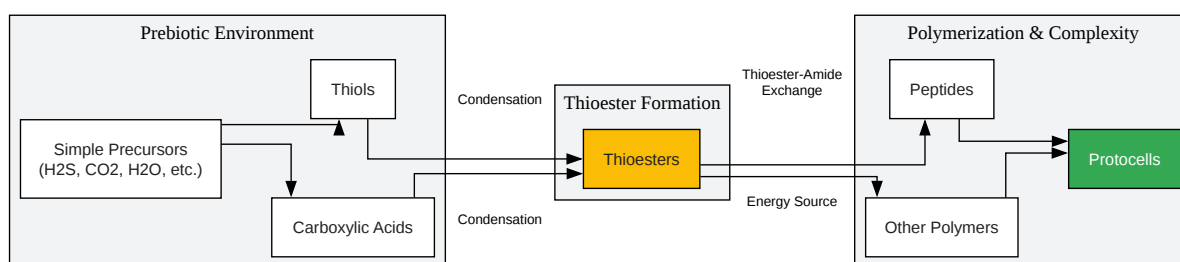 Prebiotic Environment
Thiols
Simple Precursors
(H2S, CO2, H2O, etc.)
Carboxylic Acids
Condensation
Condensation
Thioester Formation
Thioesters
Thioester-Amide
Exchange
Energy Source
Polymerization & Complexity
Peptides
Other Polymers
Protocells